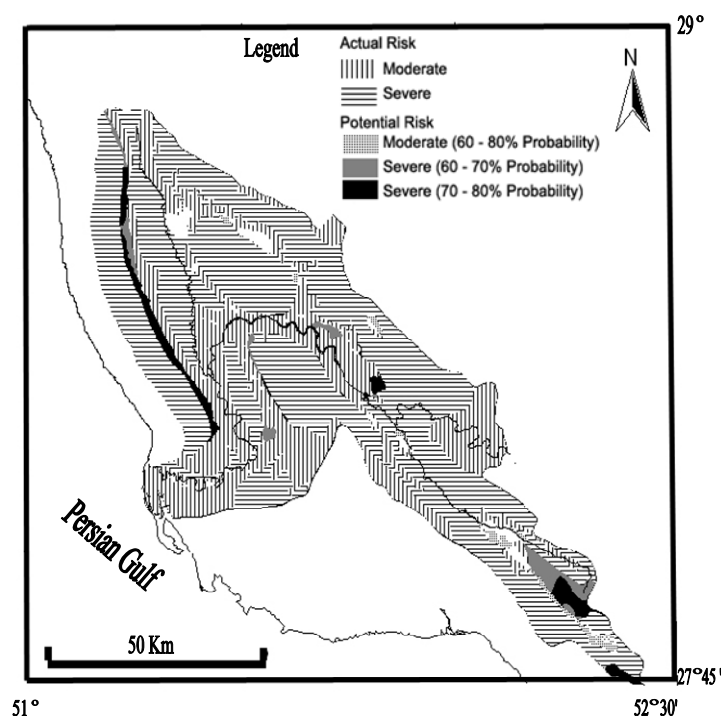 29°
Legend
Actual Risk
Moderate
Severe
Potential Risk
Moderate (60 - 80% Probability)
Severe (60 - 70% Probability)
Severe (70 - 80% Probability)
N
Persian Gulf
50 Km
27°45'
51°
52°30'